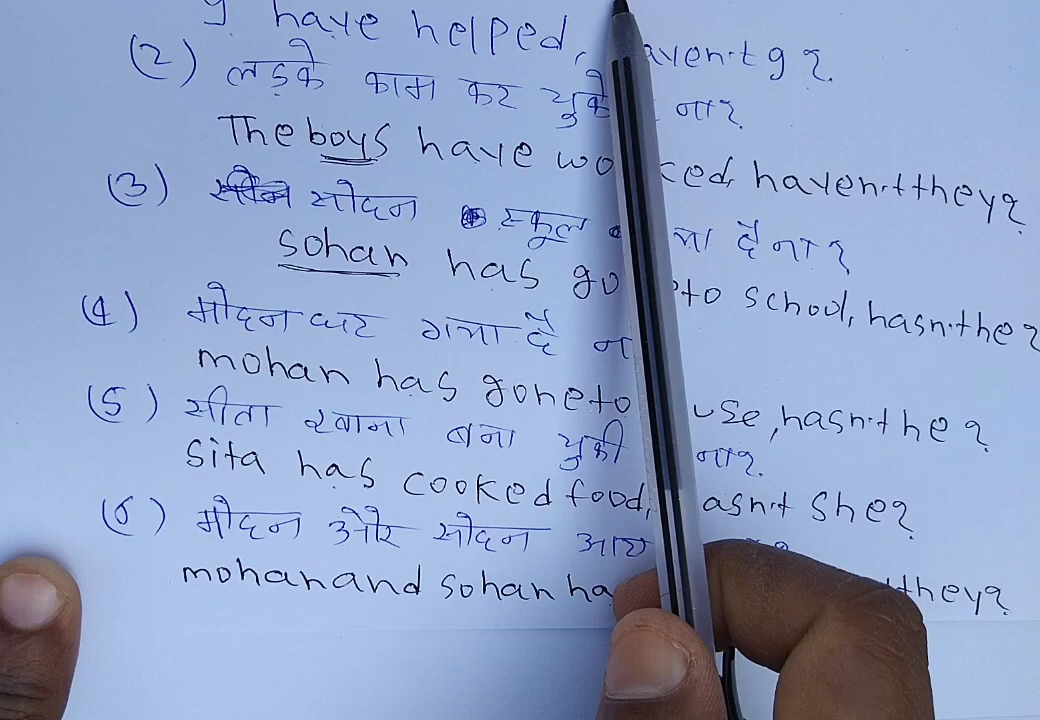 I have helped, aven't I?
(2) लड़के काम कर चुके ना?
The boys have wo ked, haven't they?
(3) सोहन स्कूल या है ना?
Sohan has go to school, hasn't he?
(4) मोहन घर गया है न
mohan has gone to use, hasn't he?
(5) सीता खाना बना चुकी ना?
Sita has cooked food, asn't She?
(6) मोहन और सोहन आए
mohan and sohan ha they?